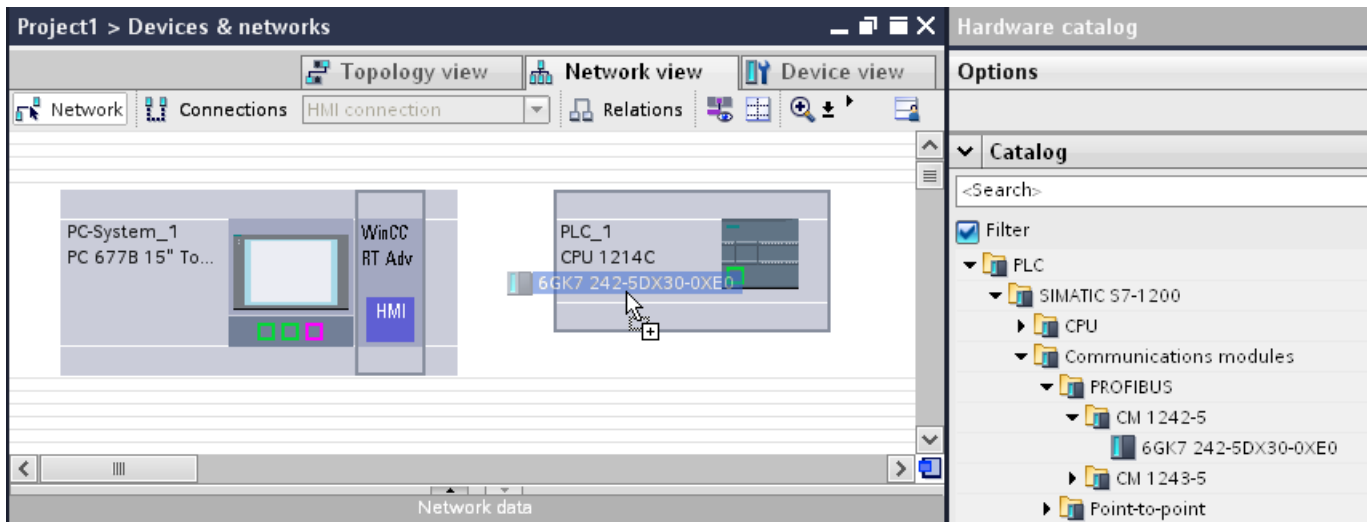 Project1 > Devices & networks
Topology view
Network view
Device view
Network
Connections
HMI connection
Relations
PC-System_1
PC 677B 15" To...
WinCC
RT Adv
HMI
PLC_1
CPU 1214C
6GK7 242-5DX30-0XE0
Network data
Hardware catalog
Options
Catalog
<Search>
Filter
PLC
SIMATIC S7-1200
CPU
Communications modules
PROFIBUS
CM 1242-5
6GK7 242-5DX30-0XE0
CM 1243-5
Point-to-point